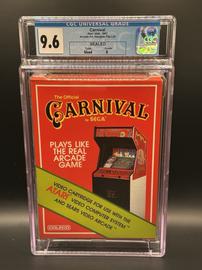 CGC UNIVERSAL GRADE
9.6
Carnival
SEALED
The Official
CARNIVAL
by SEGA
PLAYS LIKE
THE REAL
ARCADE
GAME
VIDEO CARTRIDGE FOR USE WITH THE
ATARI VIDEO COMPUTER SYSTEM
AND SEARS VIDEO ARCADE
COLECO